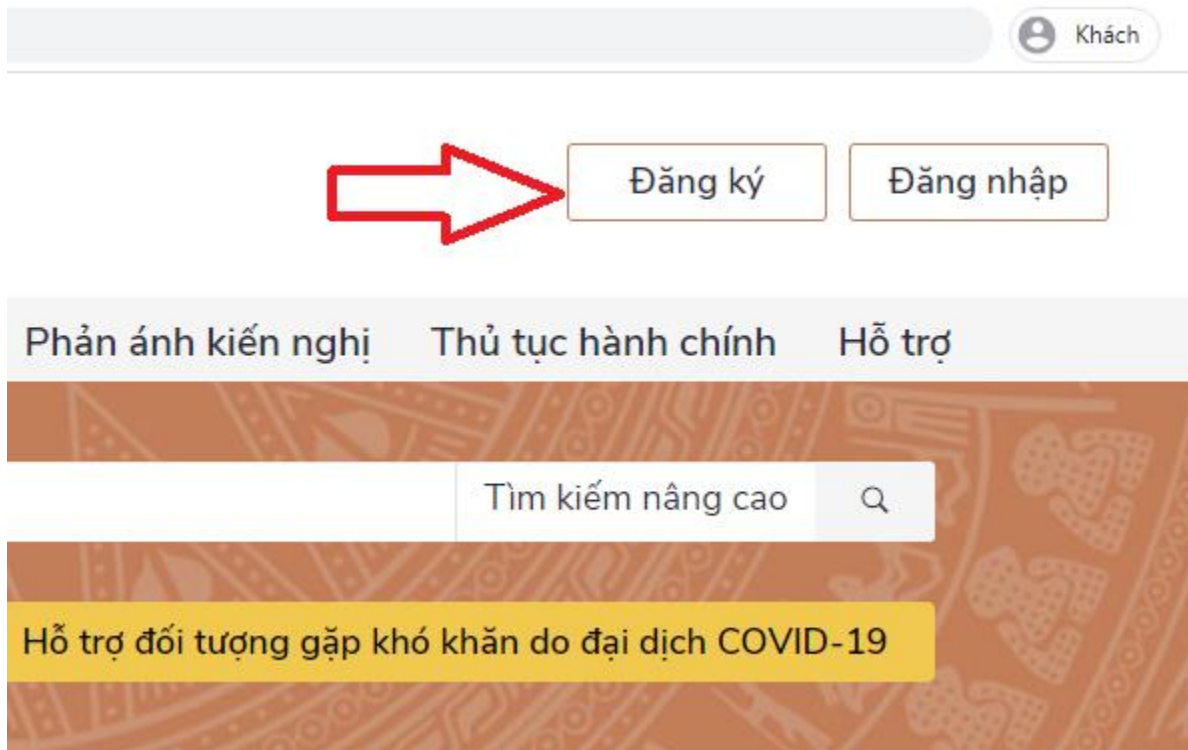 Khách
Đăng ký Đăng nhập
Phản ánh kiến nghị Thủ tục hành chính Hỗ trợ
Tìm kiếm nâng cao
Hỗ trợ đối tượng gặp khó khăn do đại dịch COVID-19